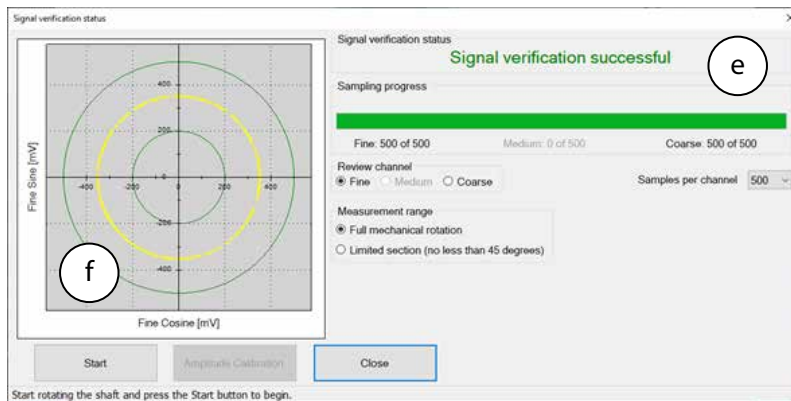 Signal verification status
Signal verification status
Signal verification successful
e
Sampling progress
Fine: 500 of 500 Medium: 0 of 500 Coarse: 500 of 500
Review channel
Fine Medium Coarse
Samples per channel 500
Measurement range
Full mechanical rotation
Limited section (no less than 45 degrees)
400
200
-400 -200 0 200 400
-200
-400
Fine Sine [mV]
f
Fine Cosine [mV]
Start Amplitude Calibration Close
Start rotating the shaft and press the Start button to begin.